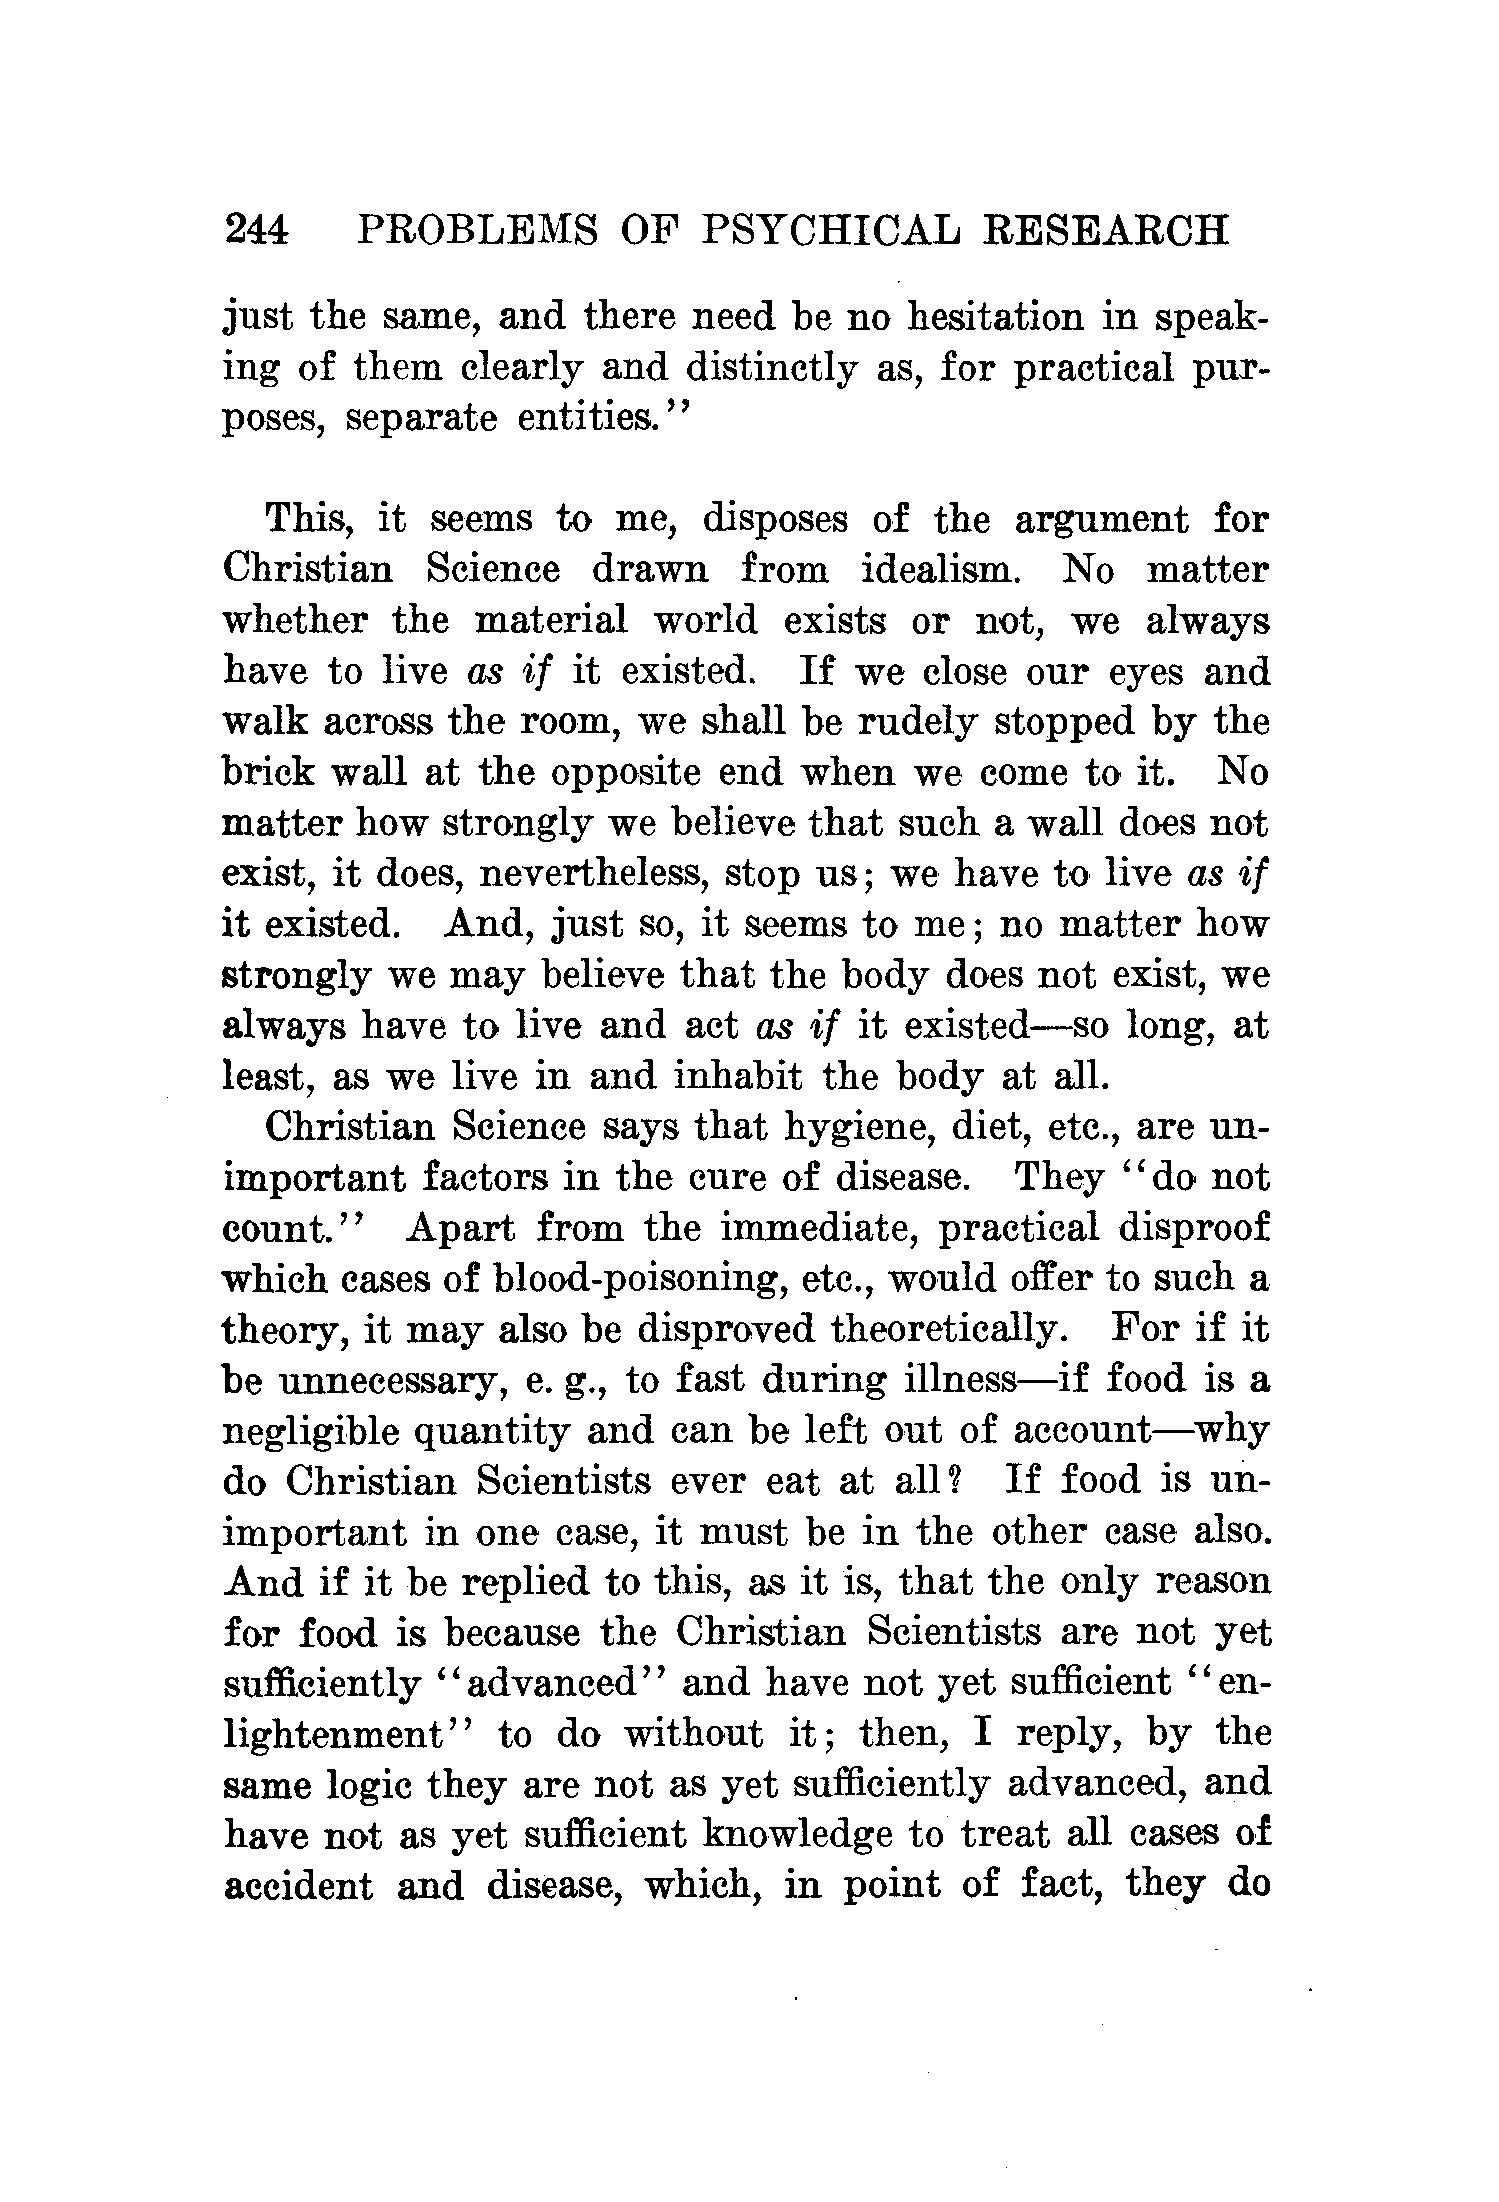 244 PROBLEMS OF PSYCHICAL RESEARCH
just the same, and there need be no hesitation in speak-
ing of them clearly and distinctly as, for practical pur-
poses, separate entities.''
This, it seems to me, disposes of the argument for
Christian Science drawn from idealism. No matter
whether the material world exists or not, we always
have to live as if it existed. If we close our eyes and
walk across the room, we shall be rudely stopped by the
brick wall at the opposite end when we come to it. No
matter how strongly we believe that such a wall does not
exist, it does, nevertheless, stop us; we have to live as if
it existed. And, just so, it seems to me; no matter how
strongly we may believe that the body does not exist, we
always have to live and act as if it existed—so long, at
least, as we live in and inhabit the body at all.
Christian Science says that hygiene, diet, etc., are un-
important factors in the cure of disease. They ''do not
count.'' Apart from the immediate, practical disproof
which cases of blood-poisoning, etc., would offer to such a
theory, it may also be disproved theoretically. For if it
be unnecessary, e. g., to fast during illness—if food is a
negligible quantity and can be left out of account—why
do Christian Scientists ever eat at all? If food is un-
important in one case, it must be in the other case also.
And if it be replied to this, as it is, that the only reason
for food is because the Christian Scientists are not yet
sufficiently ''advanced'' and have not yet sufficient ''en-
lightenment'' to do without it; then, I reply, by the
same logic they are not as yet sufficiently advanced, and
have not as yet sufficient knowledge to treat all cases of
accident and disease, which, in point of fact, they do